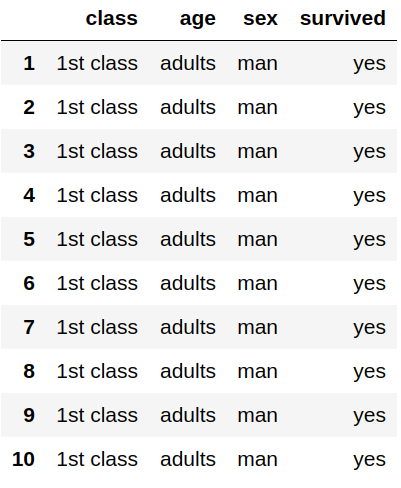 class age sex survived
1 1st class adults man yes
2 1st class adults man yes
3 1st class adults man yes
4 1st class adults man yes
5 1st class adults man yes
6 1st class adults man yes
7 1st class adults man yes
8 1st class adults man yes
9 1st class adults man yes
10 1st class adults man yes